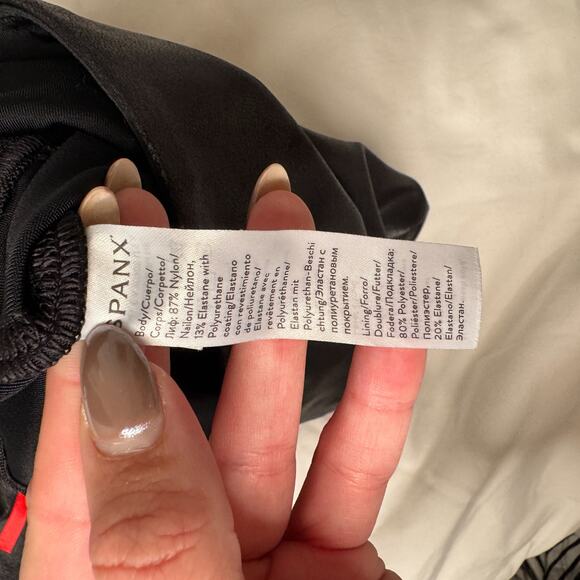 SPANX
Body/Cuerpo/
Corps/Corpetto/
Лиф: 87% Nylon/
Nailon/Нейлон,
13% Elastane with
Polyurethane
coating/Elastano
con revestimiento
de poliuretano/
Elastane avec
revêtement en
Polyuréthanne/
Elastan mit
Polyurethan-Beschi
chtung/Эластан с
полиуретановым
покрытием.
Lining/Forro/
Doublure/Futter/
Fodera/Подкладка:
80% Polyester/
Poliéster/Poliestere/
Полиэстер,
20% Elastane/
Elastano/Elastan/
Эластан.